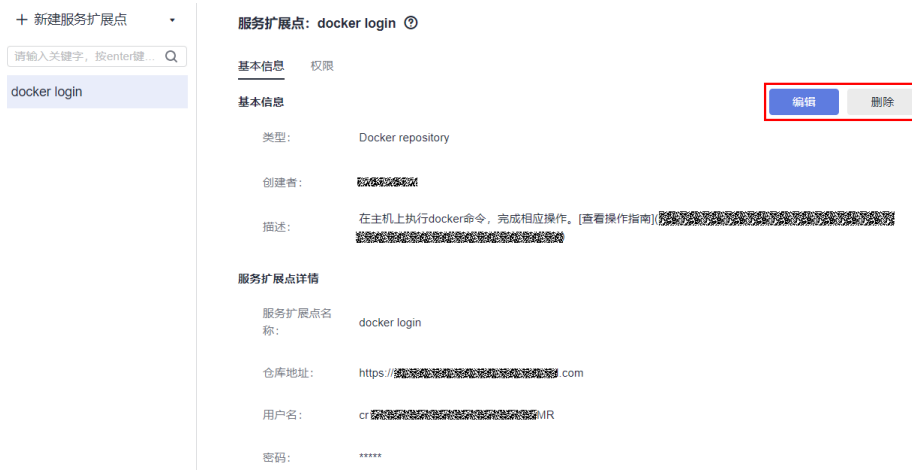 新建服务扩展点
服务扩展点：docker login
请输入关键字，按enter键...
基本信息 权限
docker login
基本信息
编辑 删除
类型： Docker repository
创建者：
描述： 在主机上执行docker命令，完成相应操作。[查看操作指南](
)
服务扩展点详情
服务扩展点名
称：
docker login
仓库地址： https:// .com
用户名： cr MR
密码： *****